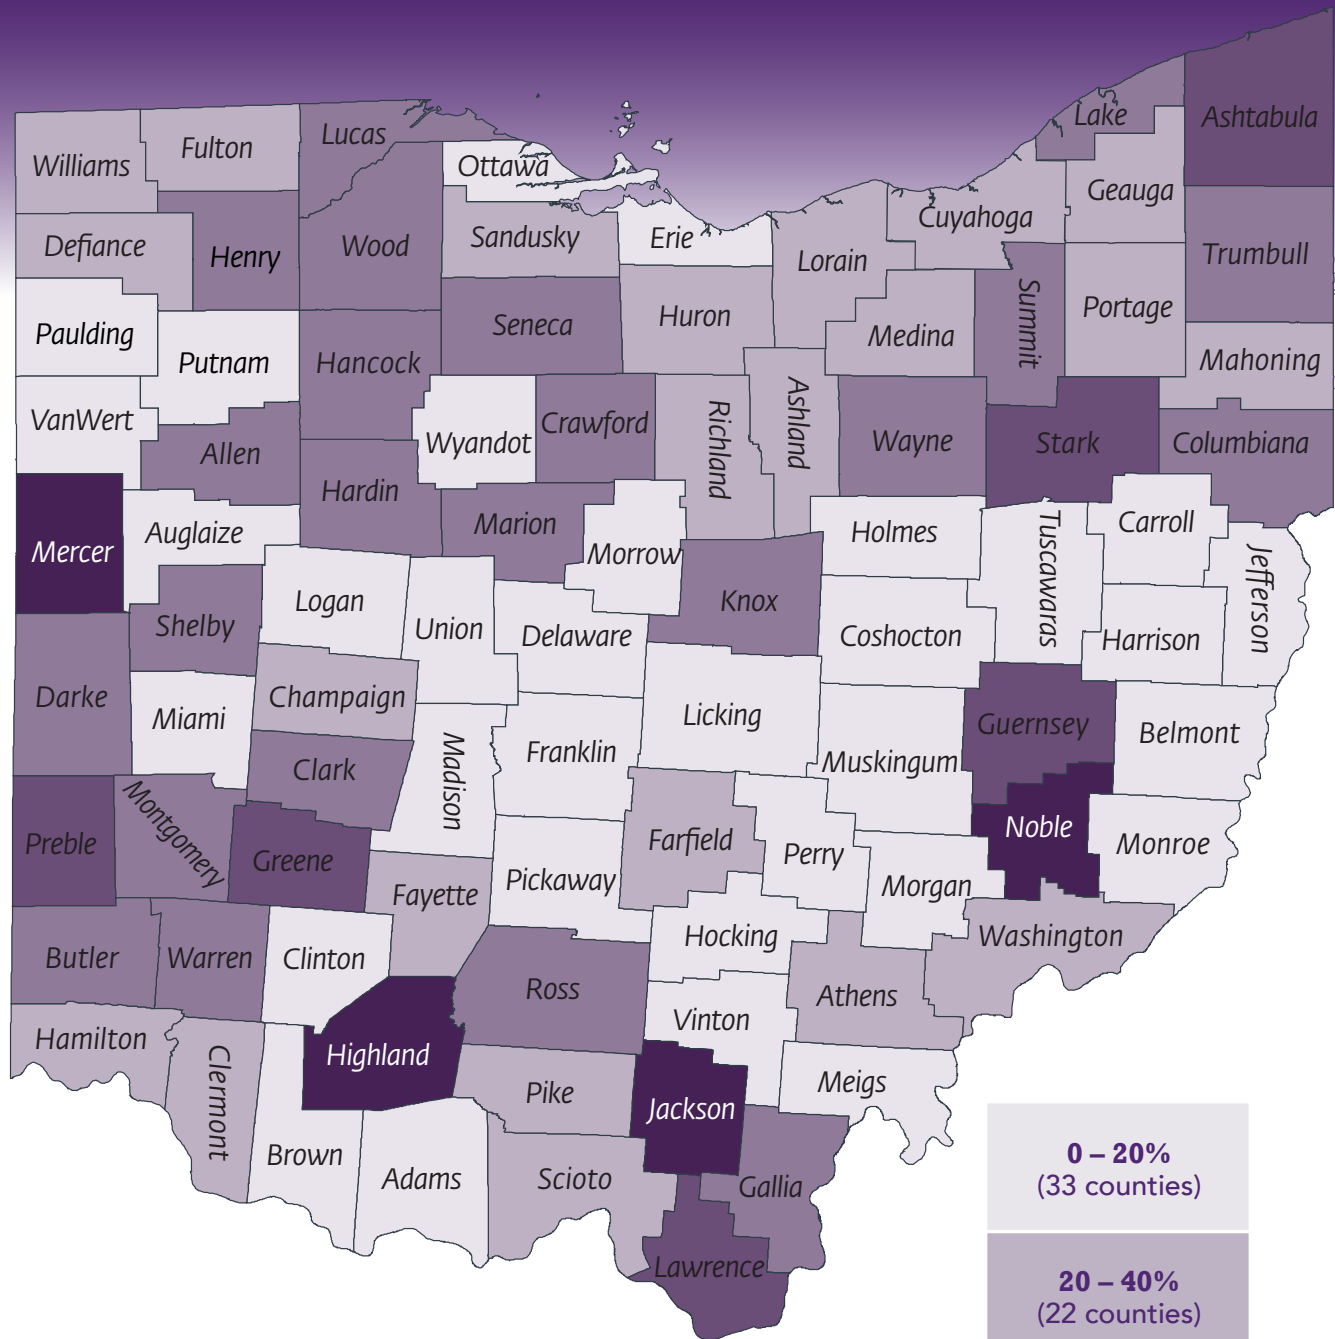 Lake
Ashtabula
Lucas
Fulton
Williams
Ottawa
Geauga
Cuyahoga
Erie
Sandusky
Wood
Defiance
Henry
Lorain
Trumbull
Portage
Summit
Seneca
Huron
Medina
Paulding
Putnam
Hancock
Mahoning
VanWert
Ashland
Richland
Crawford
Wyandot
Wayne
Stark
Columbiana
Allen
Hardin
Marion
Morrow
Holmes
Tuscawaras
Carroll
Jefferson
Mercer
Auglaize
Logan
Knox
Shelby
Union
Delaware
Coshocton
Harrison
Darke
Champaign
Miami
Licking
Guernsey
Belmont
Clark
Madison
Franklin
Muskingum
Montgomery
Preble
Greene
Farfield
Perry
Noble
Monroe
Fayette
Pickaway
Morgan
Butler
Warren
Clinton
Hocking
Washington
Ross
Athens
Vinton
Hamilton
Clermont
Highland
Pike
Jackson
Meigs
Brown
Adams
Scioto
Gallia
Lawrence
0 – 20%
(33 counties)
20 – 40%
(22 counties)